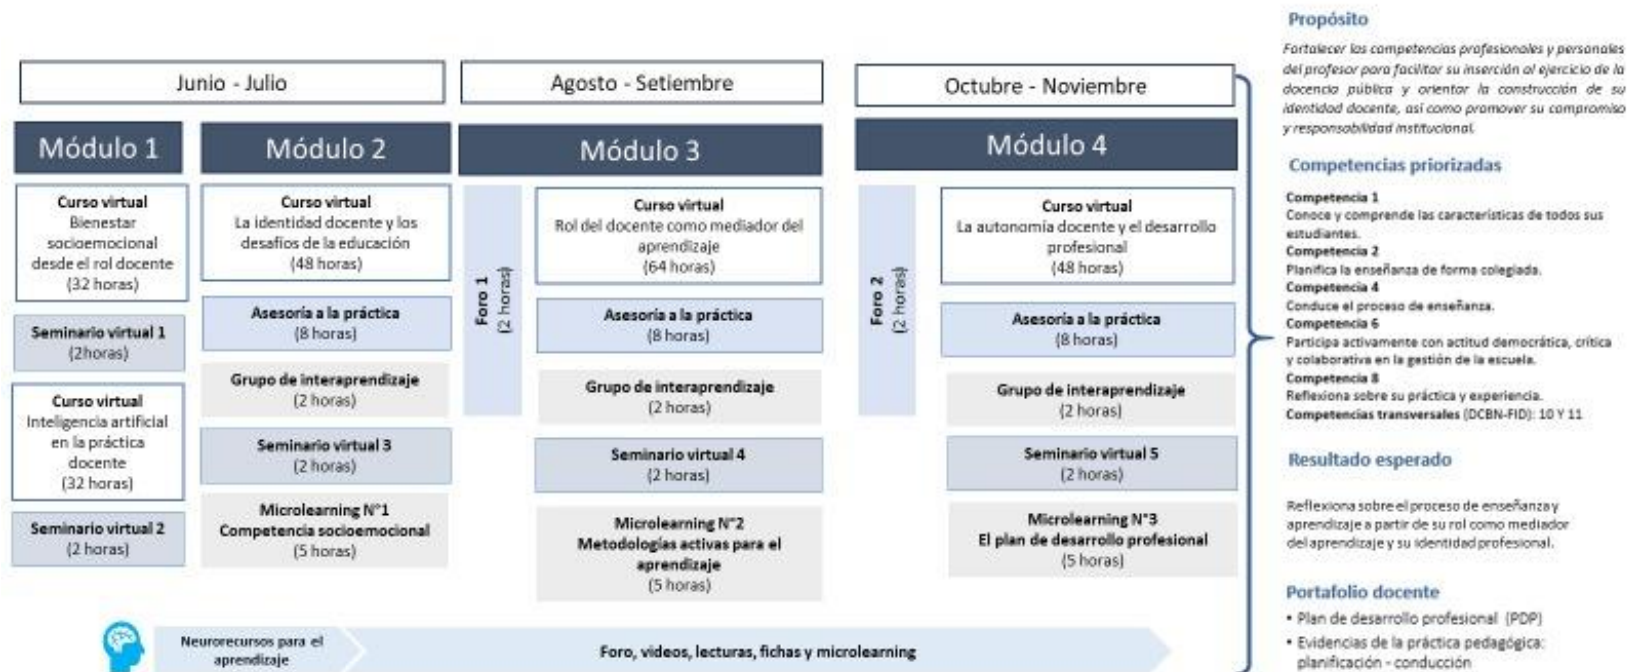 Junio - Julio
Módulo 1
Curso virtual
Bienestar
socioemocional
desde el rol docente
(32 horas)
Seminario virtual 1
(2horas)
Curso virtual
Inteligencia artificial
en la práctica
docente
(32 horas)
Seminario virtual 2
(2 horas)
Módulo 2
Curso virtual
La identidad docente y los
desafíos de la educación
(48 horas)
Asesoría a la práctica
(8 horas)
Grupo de interaprendizaje
(2 horas)
Seminario virtual 3
(2 horas)
Microlearning N°1
Competencia socioemocional
(5 horas)
Agosto - Setiembre
Módulo 3
Foro 1
(2 horas)
Curso virtual
Rol del docente como mediador del
aprendizaje
(64 horas)
Asesoría a la práctica
(8 horas)
Grupo de interaprendizaje
(2 horas)
Seminario virtual 4
(2 horas)
Microlearning N°2
Metodologías activas para el
aprendizaje
(5 horas)
Octubre - Noviembre
Módulo 4
Foro 2
(2 horas)
Curso virtual
La autonomía docente y el desarrollo
profesional
(48 horas)
Asesoría a la práctica
(8 horas)
Grupo de interaprendizaje
(2 horas)
Seminario virtual 5
(2 horas)
Microlearning N°3
El plan de desarrollo profesional
(5 horas)
Neurorecursos para el
aprendizaje
Foro, videos, lecturas, fichas y microlearning
Propósito
Fortalecer las competencias profesionales y personales
del profesor para facilitar su inserción al ejercicio de la
docencia pública y orientar la construcción de su
identidad docente, así como promover su compromiso
y responsabilidad institucional.
Competencias priorizadas
Competencia 1
Conoce y comprende las características de todos sus
estudiantes.
Competencia 2
Planifica la enseñanza de forma colegiada.
Competencia 4
Conduce el proceso de enseñanza.
Competencia 6
Participa activamente con actitud democrática, crítica
y colaborativa en la gestión de la escuela.
Competencia 8
Reflexiona sobre su práctica y experiencia.
Competencias transversales (DCBN-FID): 10 Y 11
Resultado esperado
Reflexiona sobre el proceso de enseñanza y
aprendizaje a partir de su rol como mediador
del aprendizaje y su identidad profesional.
Portafolio docente
• Plan de desarrollo profesional (PDP)
• Evidencias de la práctica pedagógica:
planificación - conducción